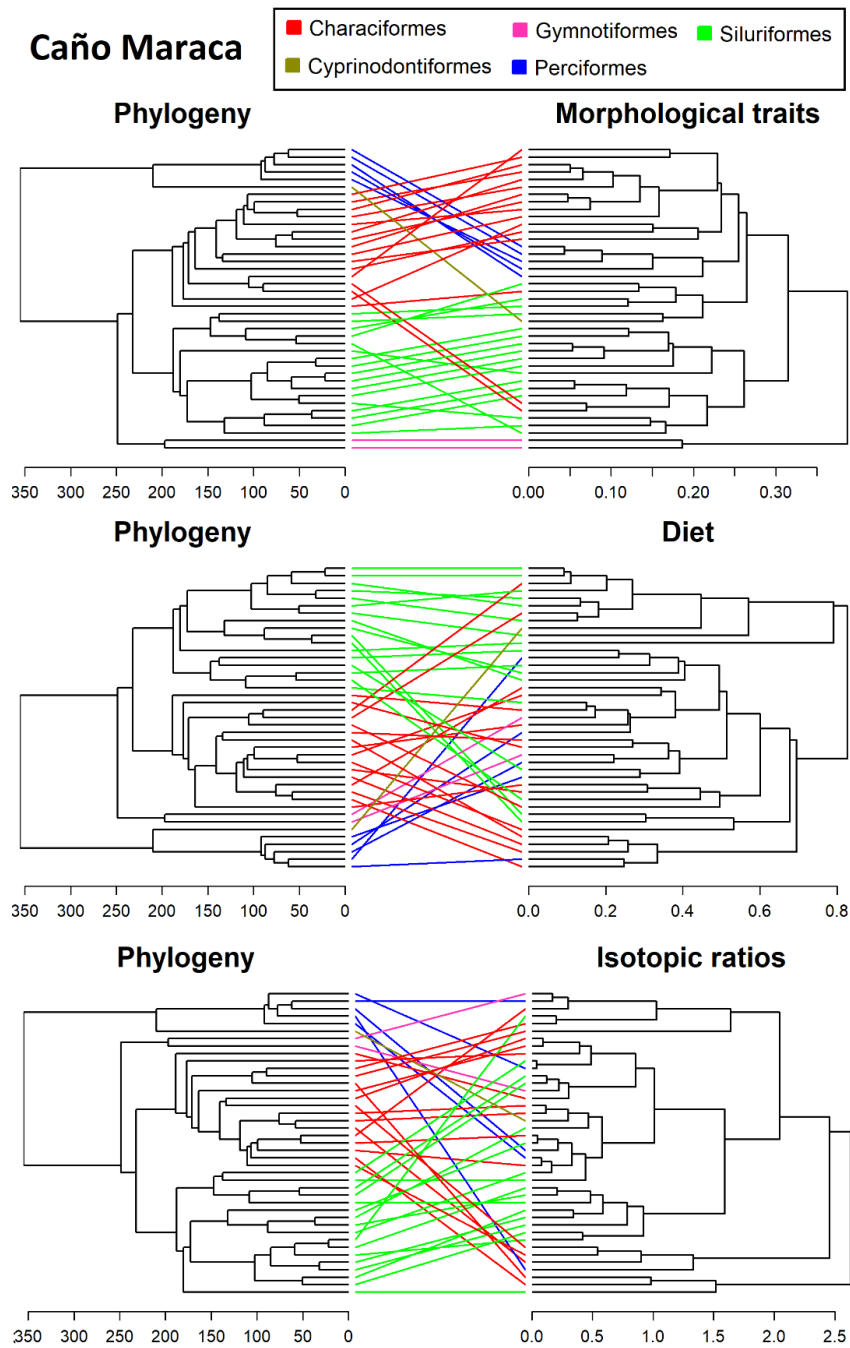 Caño Maraca
Characiformes Gymnotiformes Siluriformes
Cyprinodontiformes Perciformes
Phylogeny Morphological traits
350 300 250 200 150 100 50 0 0.00 0.10 0.20 0.30
Phylogeny Diet
350 300 250 200 150 100 50 0 0.0 0.2 0.4 0.6 0.8
Phylogeny Isotopic ratios
350 300 250 200 150 100 50 0 0.0 0.5 1.0 1.5 2.0 2.5